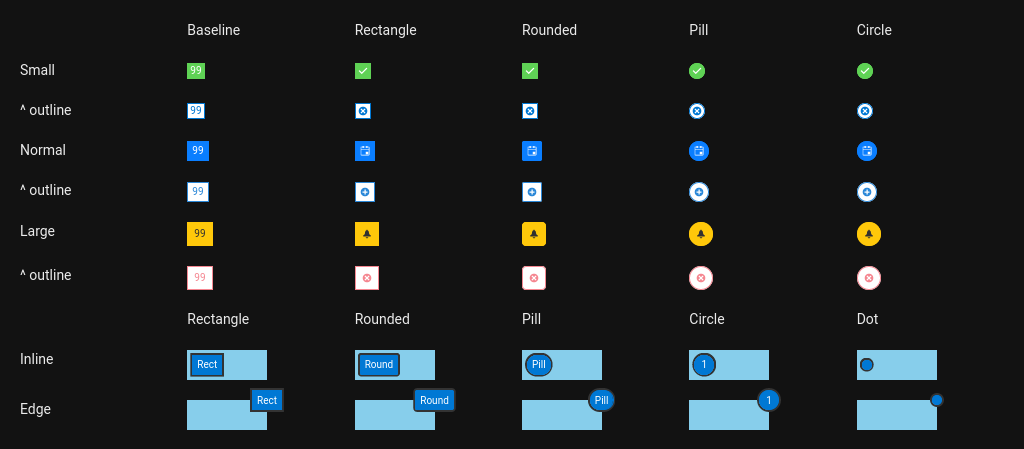 Baseline Rectangle Rounded Pill Circle
Small 99
^ outline 99
Normal 99
^ outline 99
Large 99
^ outline 99
Rectangle Rounded Pill Circle Dot
Inline Rect Round Pill 1
Edge Rect Round Pill 1